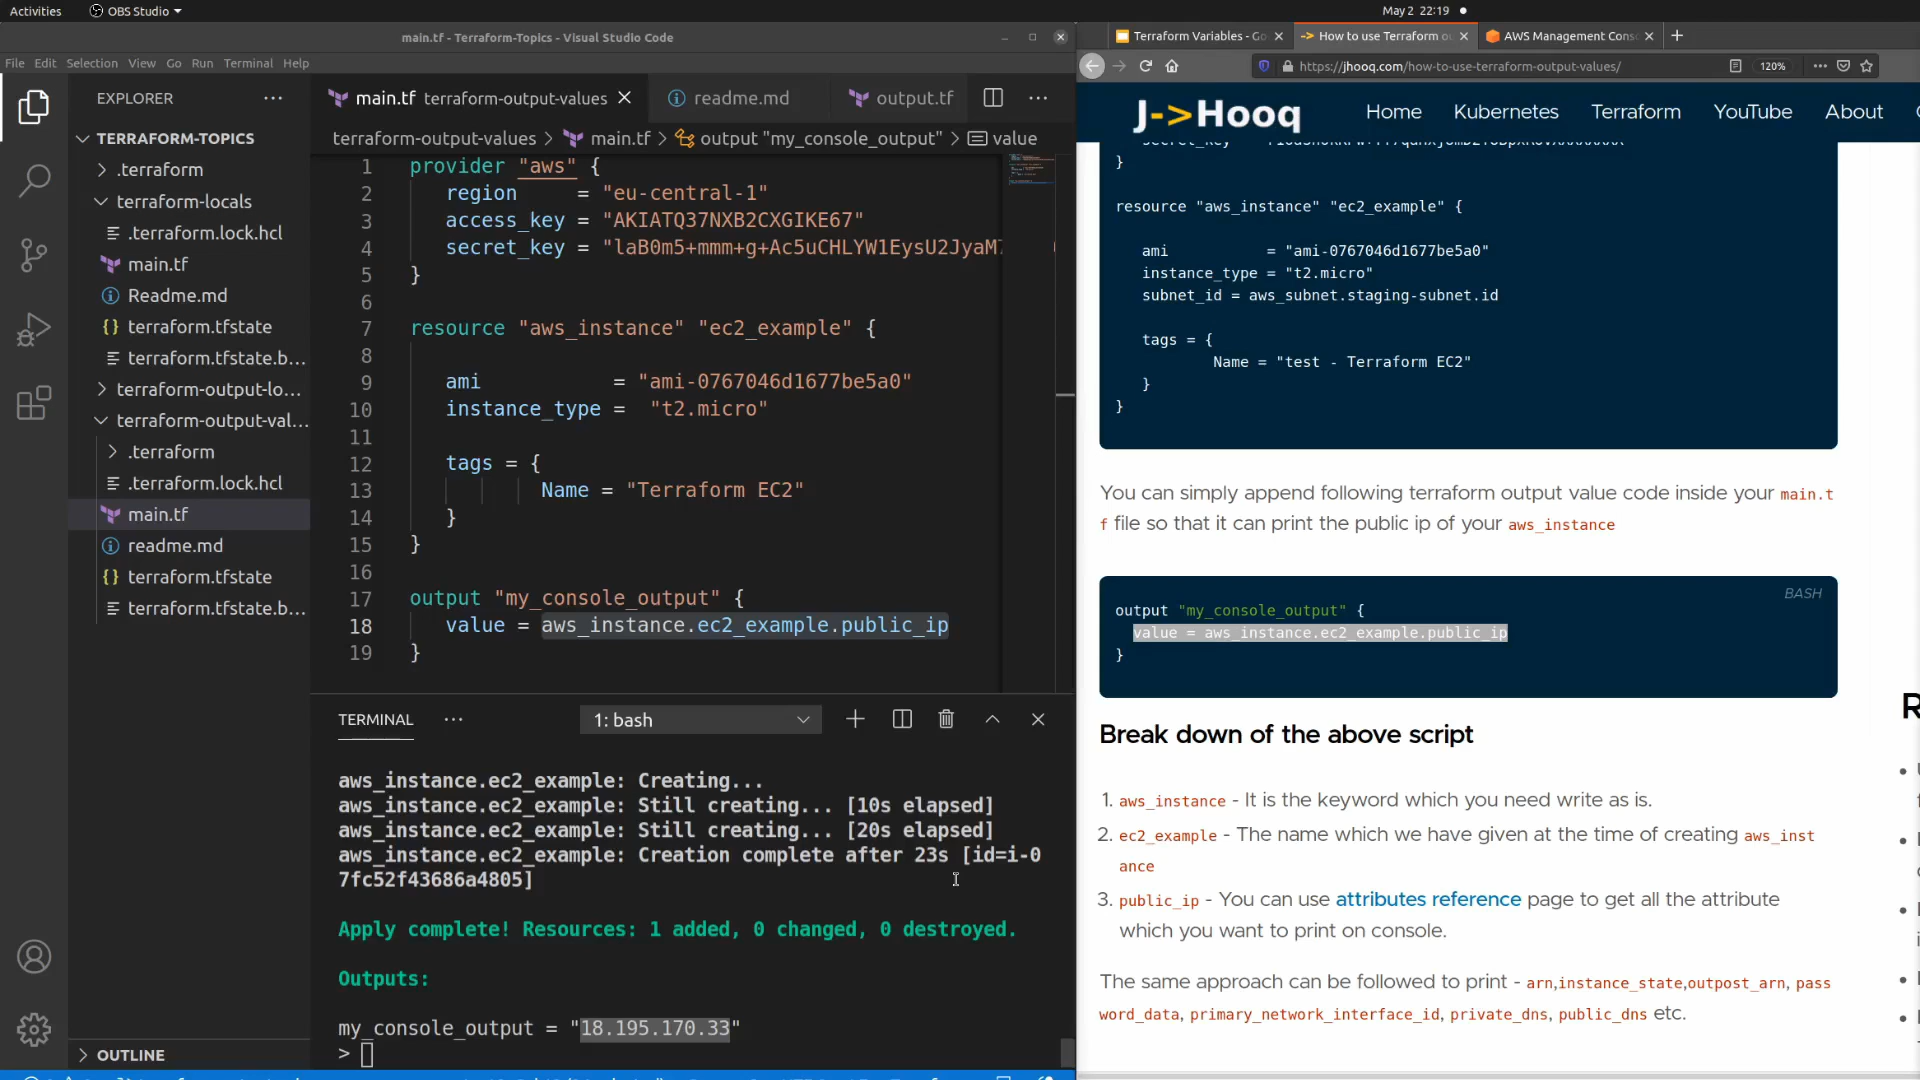 Activities
OBS Studio
May 2 22:19
main.tf - Terraform-Topics - Visual Studio Code
File Edit Selection View Go Run Terminal Help
EXPLORER
TERRAFORM-TOPICS
.terraform
terraform-locals
.terraform.lock.hcl
main.tf
Readme.md
terraform.tfstate
terraform.tfstate.b...
terraform-output-lo...
terraform-output-val...
.terraform
.terraform.lock.hcl
main.tf
readme.md
terraform.tfstate
terraform.tfstate.b...
OUTLINE
main.tf terraform-output-values
readme.md
output.tf
terraform-output-values > main.tf > output "my_console_output" > value
1 provider "aws" {
2 region = "eu-central-1"
3 access_key = "AKIATQ37NXB2CXGIKE67"
4 secret_key = "laB0m5+mmm+g+Ac5uCHLYW1EysU2JyaM
5 }
6
7 resource "aws_instance" "ec2_example" {
8
9 ami = "ami-0767046d1677be5a0"
10 instance_type = "t2.micro"
11
12 tags = {
13 Name = "Terraform EC2"
14 }
15 }
16
17 output "my_console_output" {
18 value = aws_instance.ec2_example.public_ip
19 }
TERMINAL
1: bash
aws_instance.ec2_example: Creating...
aws_instance.ec2_example: Still creating... [10s elapsed]
aws_instance.ec2_example: Still creating... [20s elapsed]
aws_instance.ec2_example: Creation complete after 23s [id=i-0
7fc52f43686a4805]
Apply complete! Resources: 1 added, 0 changed, 0 destroyed.
Outputs:
my_console_output = "18.195.170.33"
>
Terraform Variables - Go
How to use Terraform ou
AWS Management Cons
https://jhooq.com/how-to-use-terraform-output-values/
120%
J->Hooq
Home Kubernetes Terraform YouTube About
}
resource "aws_instance" "ec2_example" {
ami = "ami-0767046d1677be5a0"
instance_type = "t2.micro"
subnet_id = aws_subnet.staging-subnet.id
tags = {
Name = "test - Terraform EC2"
}
}
You can simply append following terraform output value code inside your main.t
f file so that it can print the public ip of your aws_instance
BASH
output "my_console_output" {
value = aws_instance.ec2_example.public_ip
}
Break down of the above script
1. aws_instance - It is the keyword which you need write as is.
2. ec2_example - The name which we have given at the time of creating aws_inst
ance
3. public_ip - You can use attributes reference page to get all the attribute
which you want to print on console.
The same approach can be followed to print - arn,instance_state,outpost_arn, pass
word_data, primary_network_interface_id, private_dns, public_dns etc.